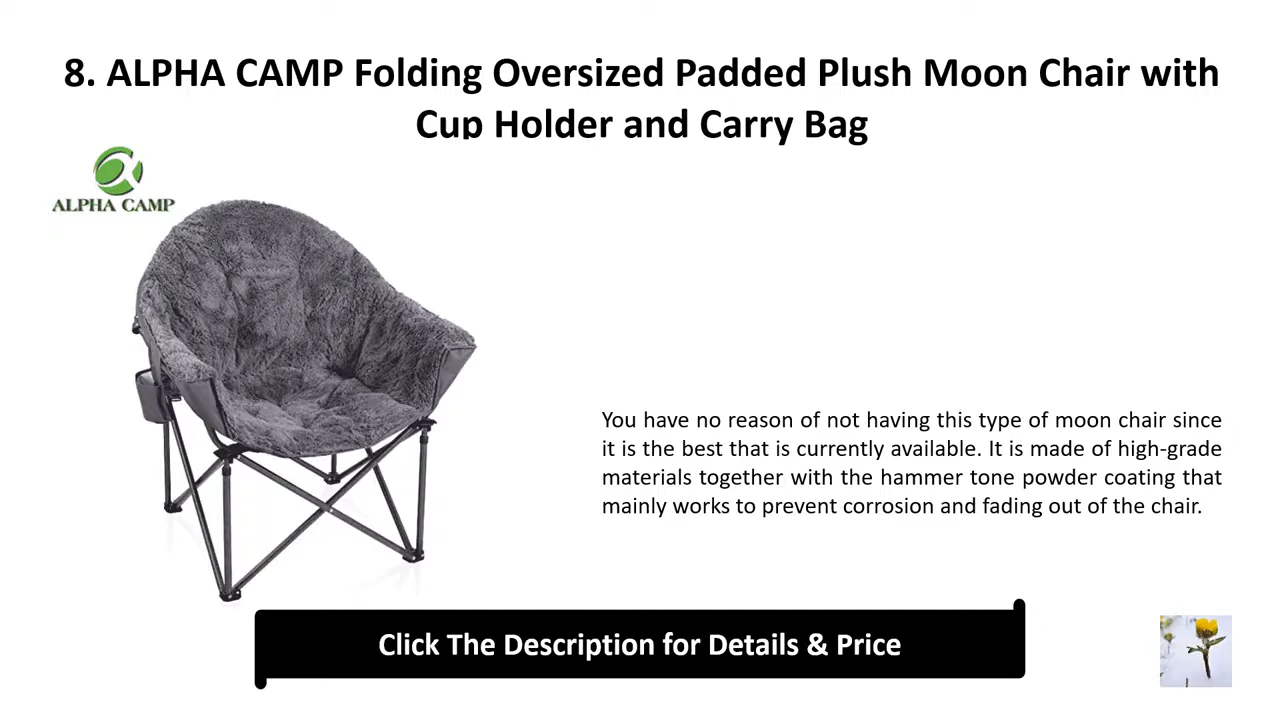 8. ALPHA CAMP Folding Oversized Padded Plush Moon Chair with
Cup Holder and Carry Bag
ALPHA CAMP
You have no reason of not having this type of moon chair since
it is the best that is currently available. It is made of high-grade
materials together with the hammer tone powder coating that
mainly works to prevent corrosion and fading out of the chair.
Click The Description for Details & Price